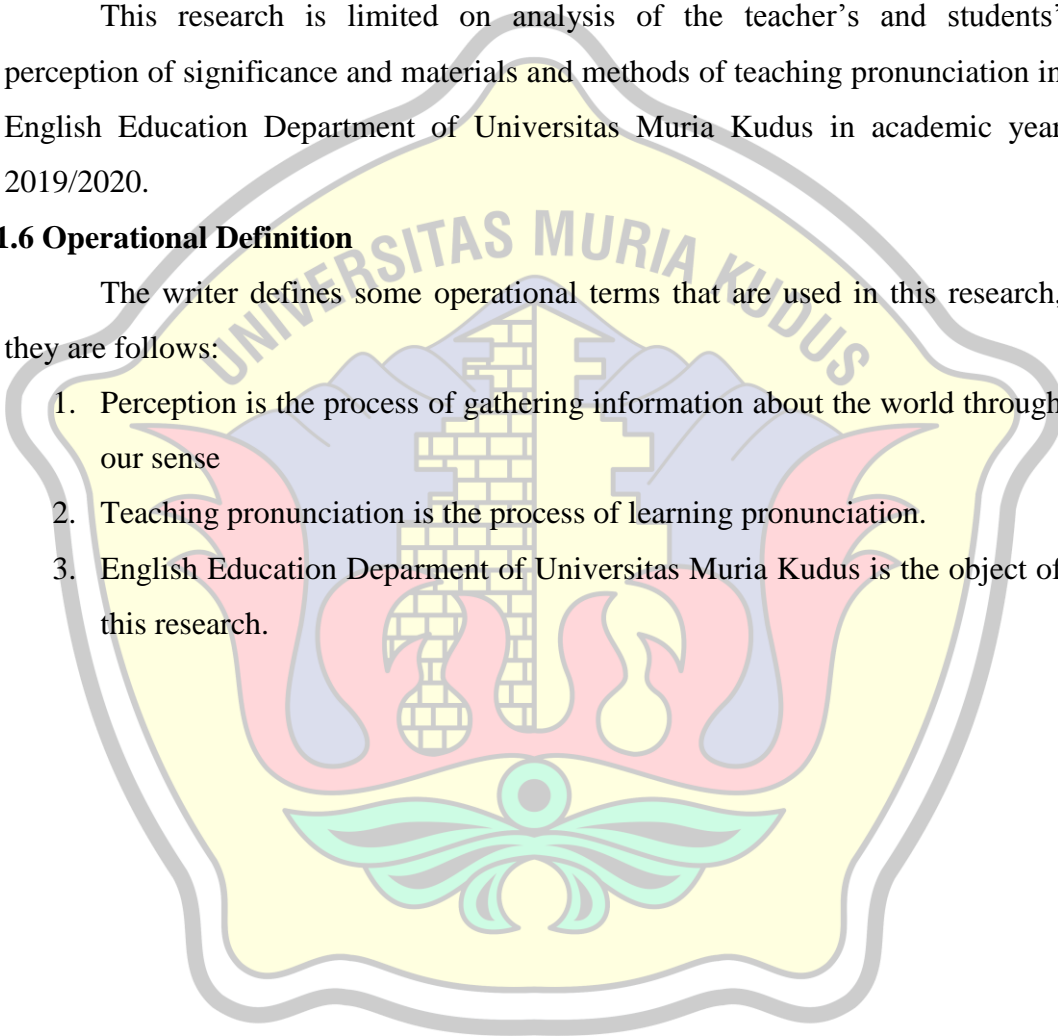 This research is limited on analysis of the teacher's and students'
perception of significance and materials and methods of teaching pronunciation in
English Education Department of Universitas Muria Kudus in academic year
2019/2020.
1.6 Operational Definition
UNIVERSITAS MURIA KUDUS
The writer defines some operational terms that are used in this research,
they are follows:
1. Perception is the process of gathering information about the world through
our sense
2. Teaching pronunciation is the process of learning pronunciation.
3. English Education Deparment of Universitas Muria Kudus is the object of
this research.